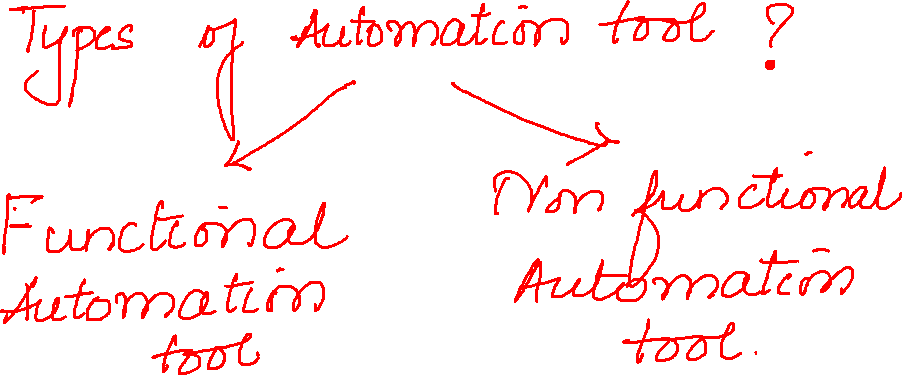 Types of Automation tool ?
Functional
Automation
tool
Non functional
Automation
tool.